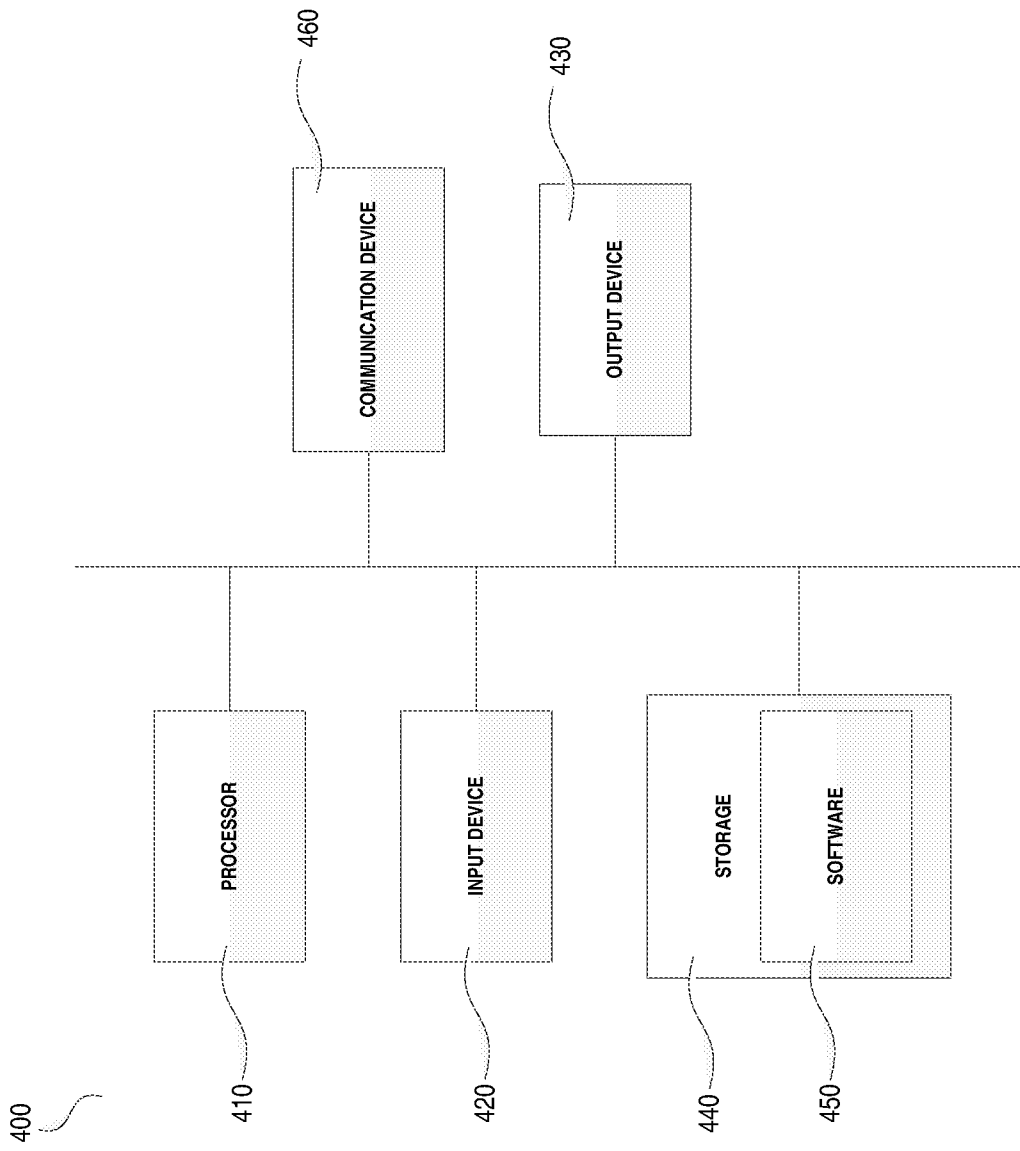 400
410
PROCESSOR
420
INPUT DEVICE
440
STORAGE
450
SOFTWARE
460
COMMUNICATION DEVICE
430
OUTPUT DEVICE